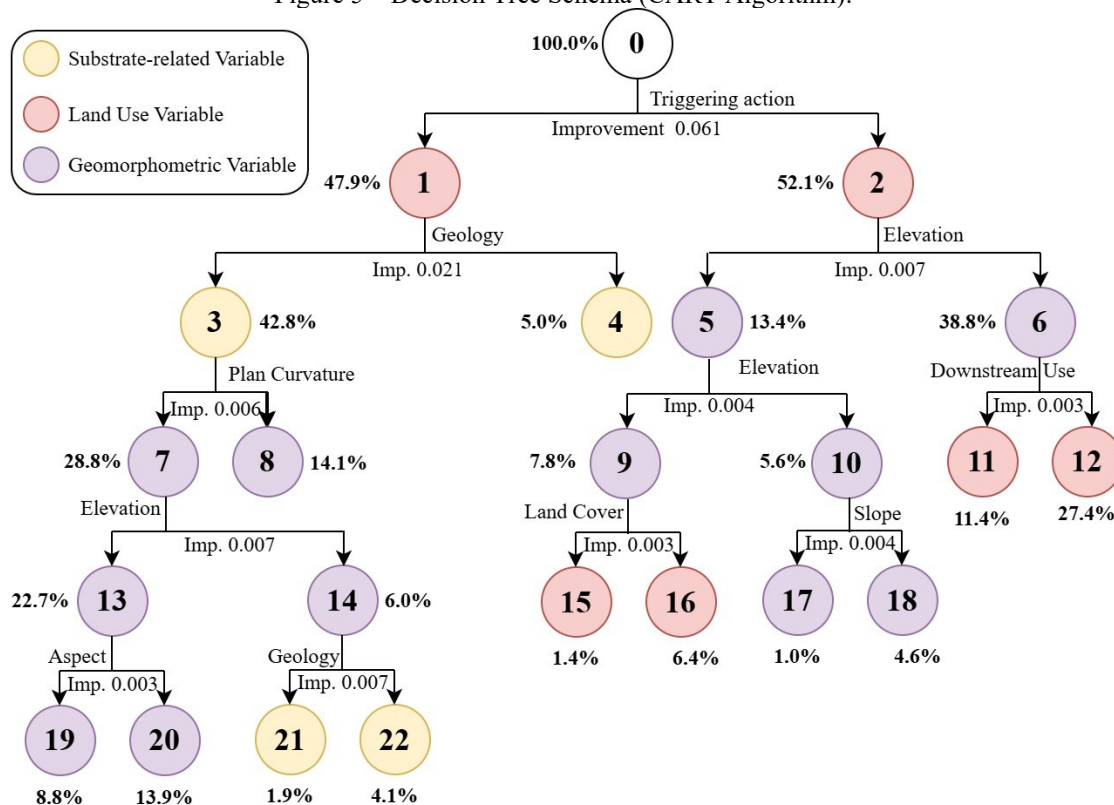 Figure 5 – Decision Tree Schema (CART Algorithm).
Substrate-related Variable
Land Use Variable
Geomorphometric Variable
100.0% 0
Triggering action
Improvement 0.061
47.9% 1
52.1% 2
Geology
Imp. 0.021
Elevation
Imp. 0.007
3 42.8%
5.0% 4
5 13.4%
38.8% 6
Plan Curvature
Imp. 0.006
Elevation
Imp. 0.004
Downstream Use
Imp. 0.003
28.8% 7
8 14.1%
7.8% 9
5.6% 10
11
12
11.4%
27.4%
Elevation
Imp. 0.007
Land Cover
Imp. 0.003
Slope
Imp. 0.004
22.7% 13
14 6.0%
15
16
17
18
1.4%
6.4%
1.0%
4.6%
Aspect
Imp. 0.003
Geology
Imp. 0.007
19
20
21
22
8.8%
13.9%
1.9%
4.1%